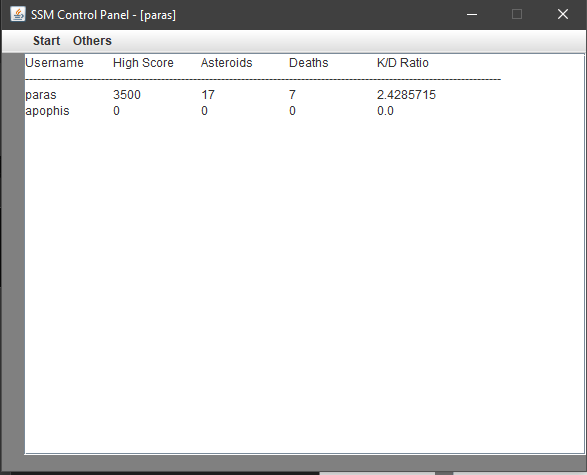 SSM Control Panel - [paras]
Start Others
Username High Score Asteroids Deaths K/D Ratio
paras 3500 17 7 2.4285715
apophis 0 0 0 0.0